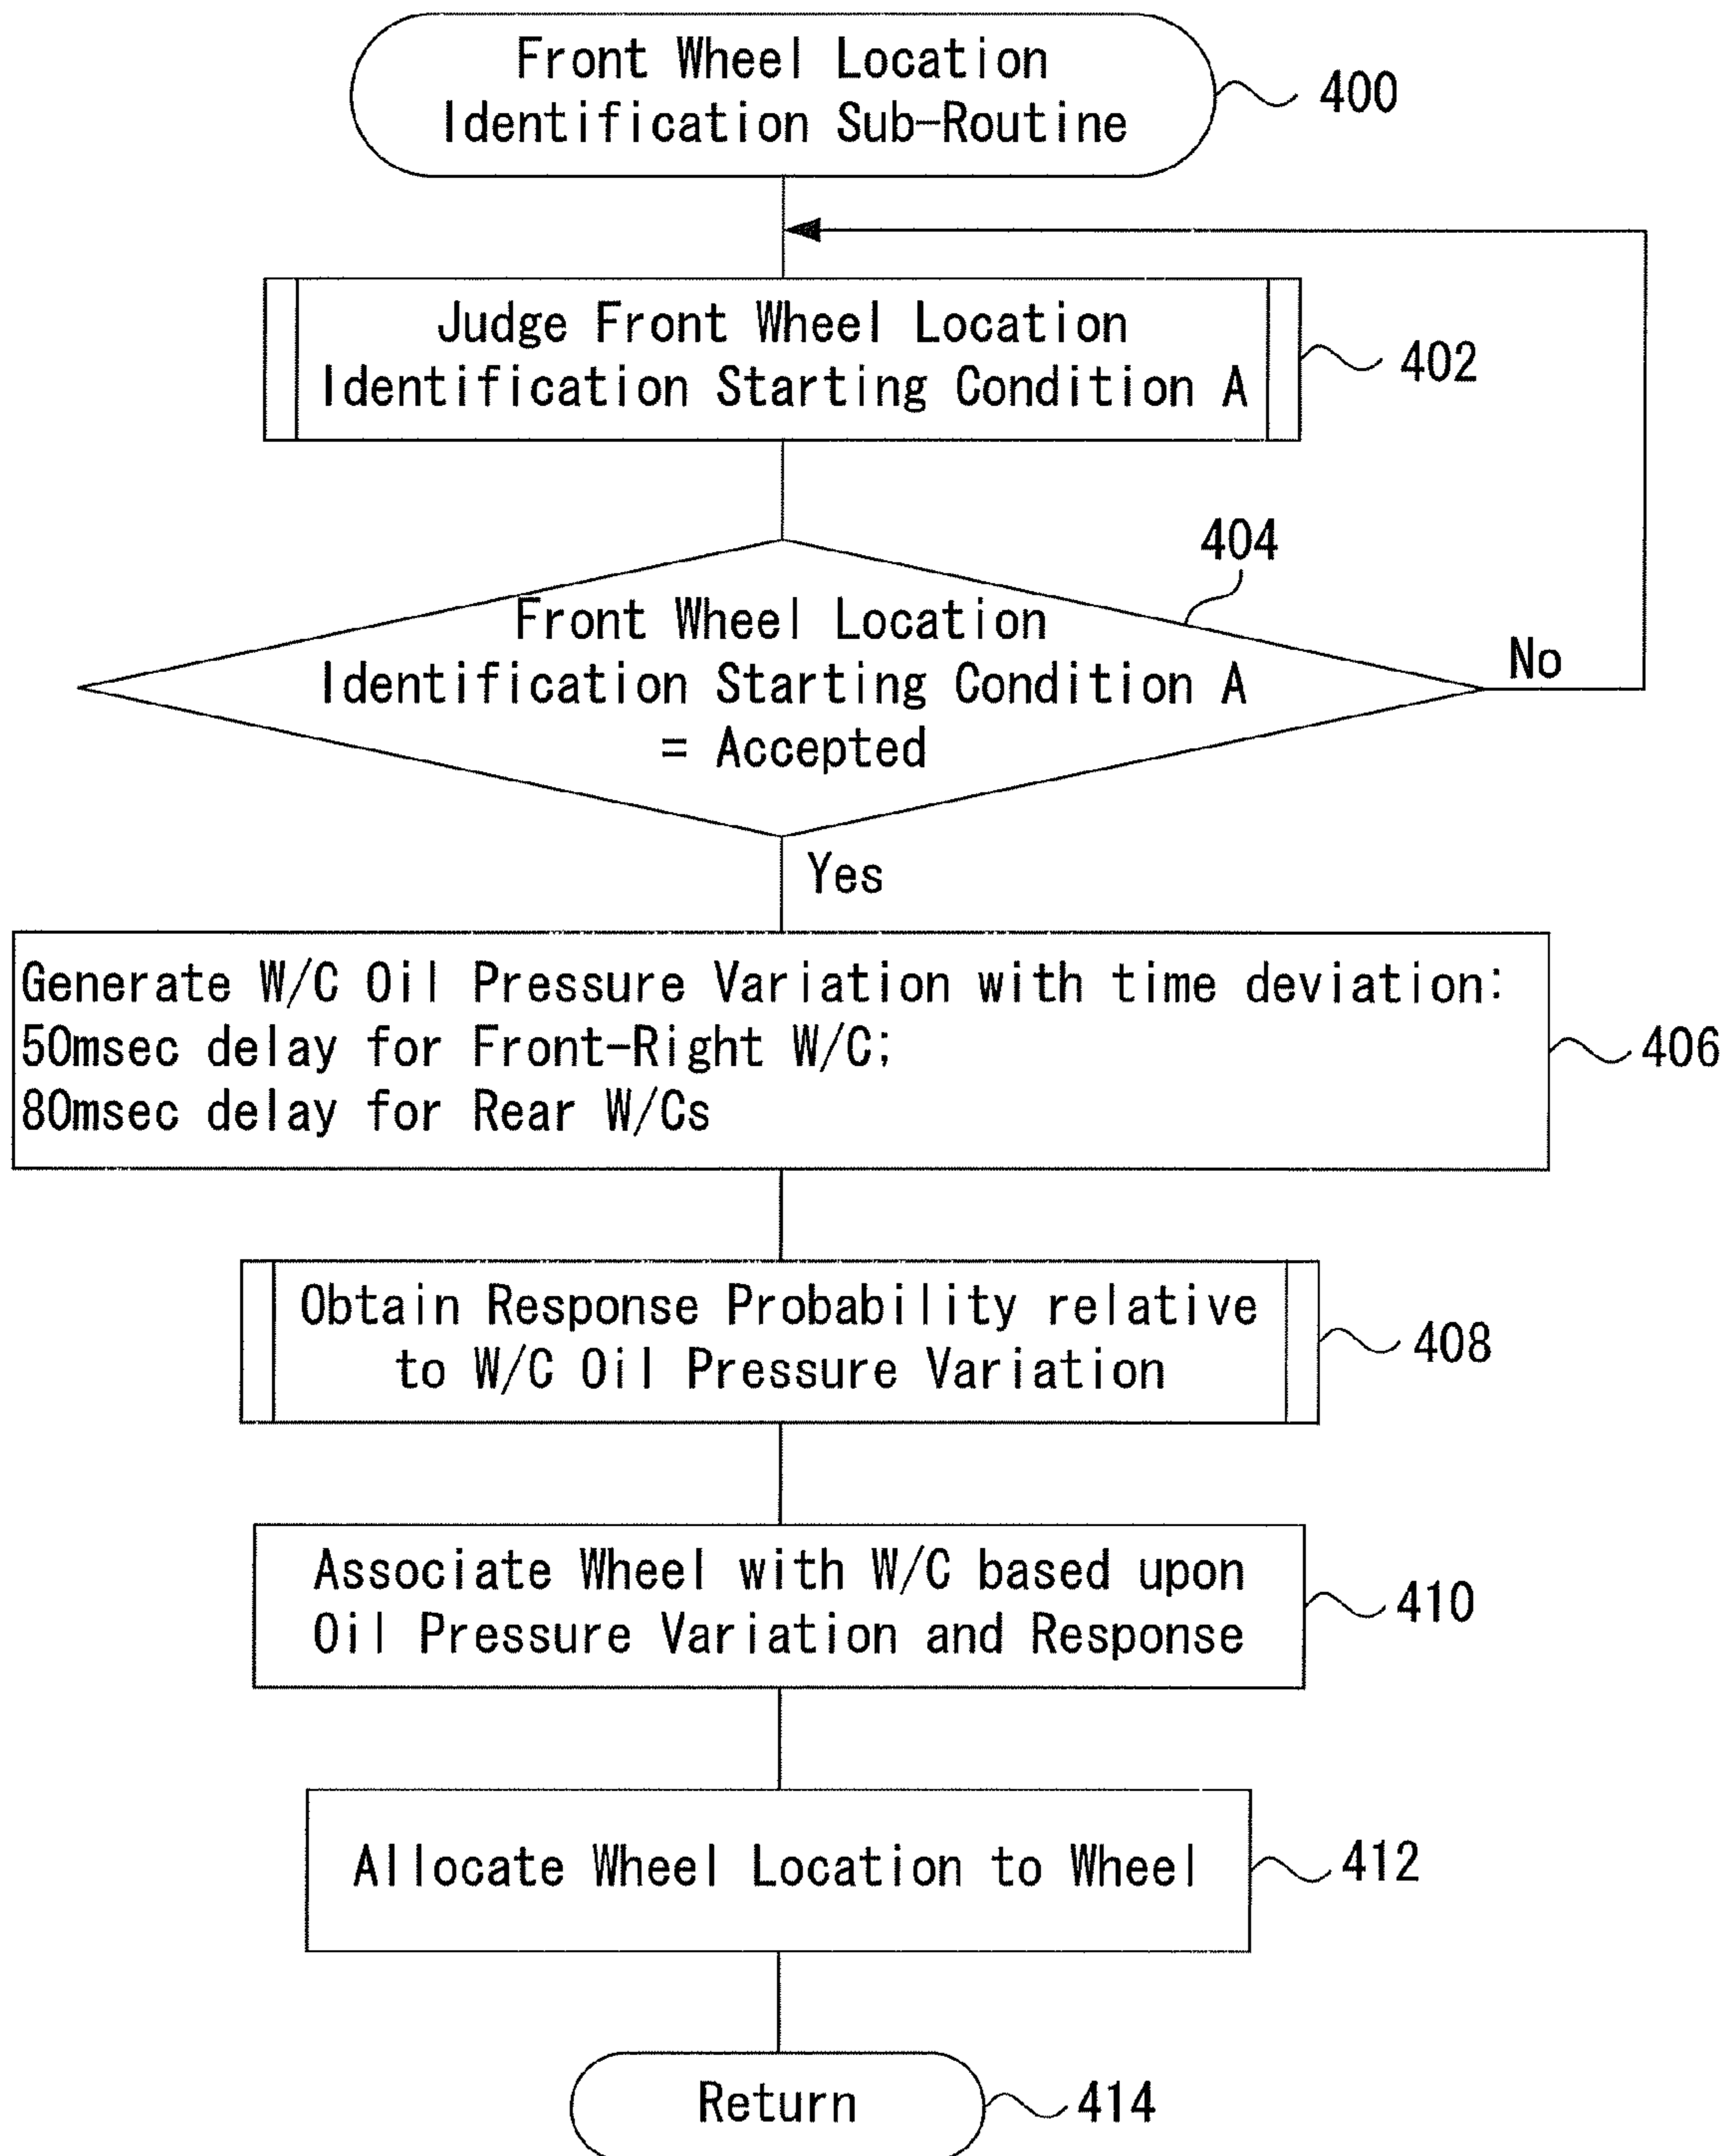 Front Wheel Location
Identification Sub-Routine
400
Judge Front Wheel Location
Identification Starting Condition A
402
404
Front Wheel Location
Identification Starting Condition A
= Accepted
No
Yes
Generate W/C Oil Pressure Variation with time deviation:
50msec delay for Front-Right W/C;
80msec delay for Rear W/Cs
406
Obtain Response Probability relative
to W/C Oil Pressure Variation
408
Associate Wheel with W/C based upon
Oil Pressure Variation and Response
410
Allocate Wheel Location to Wheel
412
Return
414